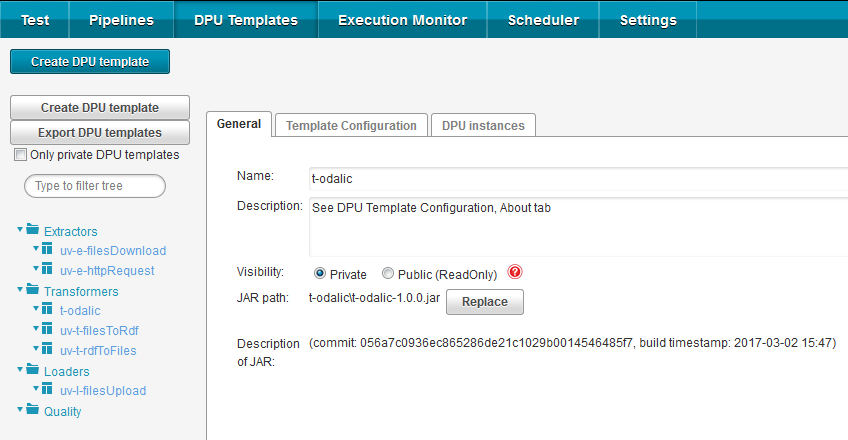 Test Pipelines DPU Templates Execution Monitor Scheduler Settings
Create DPU template
Create DPU template
Export DPU templates
Only private DPU templates
Type to filter tree
Extractors
uv-e-filesDownload
uv-e-httpRequest
Transformers
t-odalic
uv-t-filesToRdf
uv-t-rdfToFiles
Loaders
uv-l-filesUpload
Quality
General Template Configuration DPU instances
Name: t-odalic
Description: See DPU Template Configuration, About tab
Visibility: Private Public (ReadOnly) ?
JAR path: t-odalic\t-odalic-1.0.0.jar Replace
Description (commit: 056a7c0936ec865286de21c1029b0014546485f7, build timestamp: 2017-03-02 15:47)
of JAR: